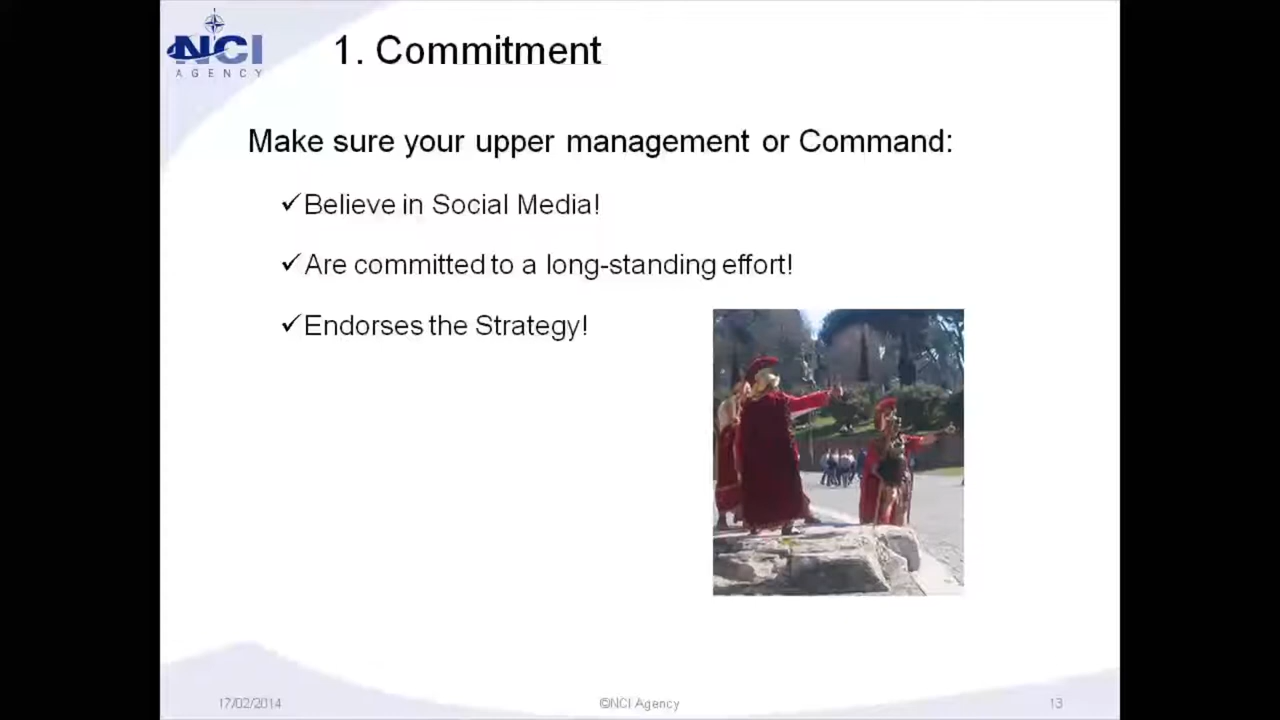 NCI
AGENCY
1. Commitment
Make sure your upper management or Command:
✓Believe in Social Media!
✓Are committed to a long-standing effort!
✓Endorses the Strategy!
17/02/2014
©NCI Agency
13